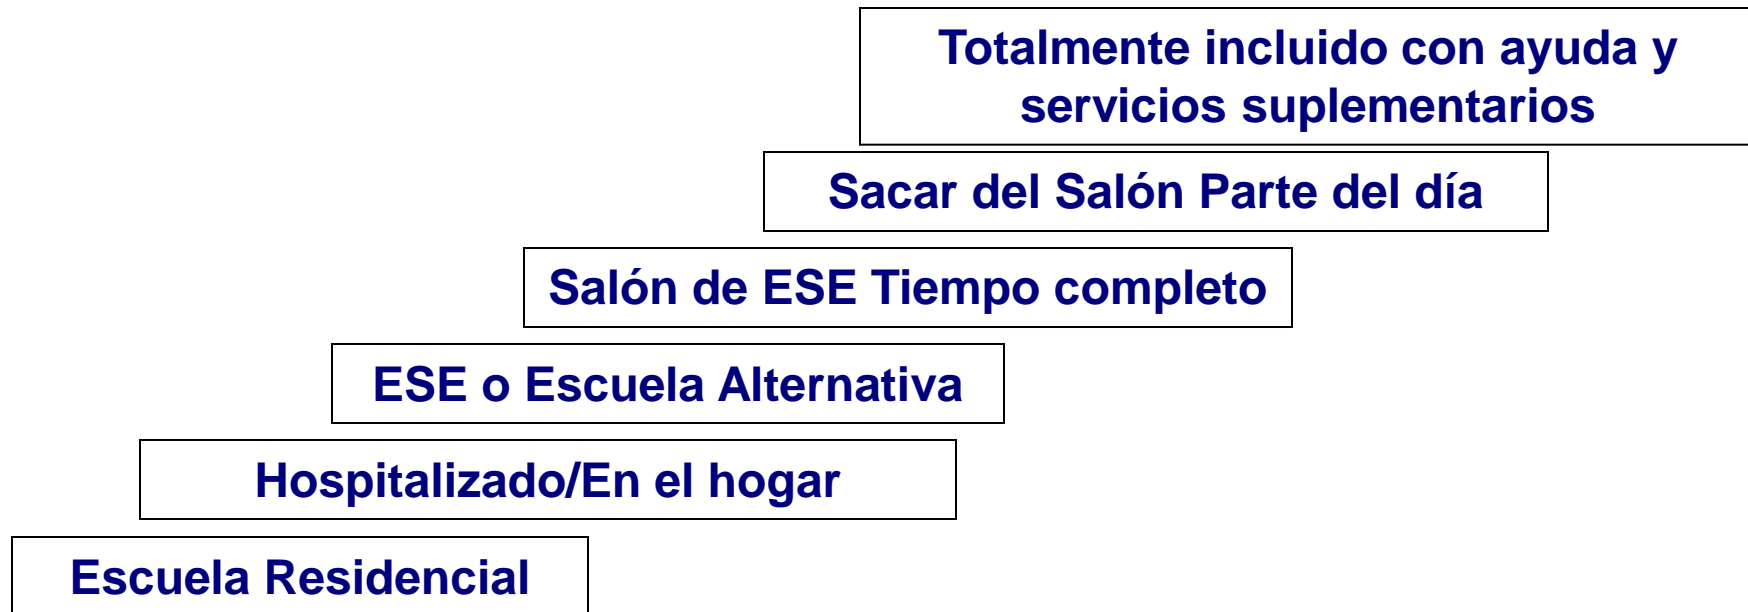 Totalmente incluido con ayuda y
servicios suplementarios
Sacar del Salón Parte del día
Salón de ESE Tiempo completo
ESE o Escuela Alternativa
Hospitalizado/En el hogar
Escuela Residencial